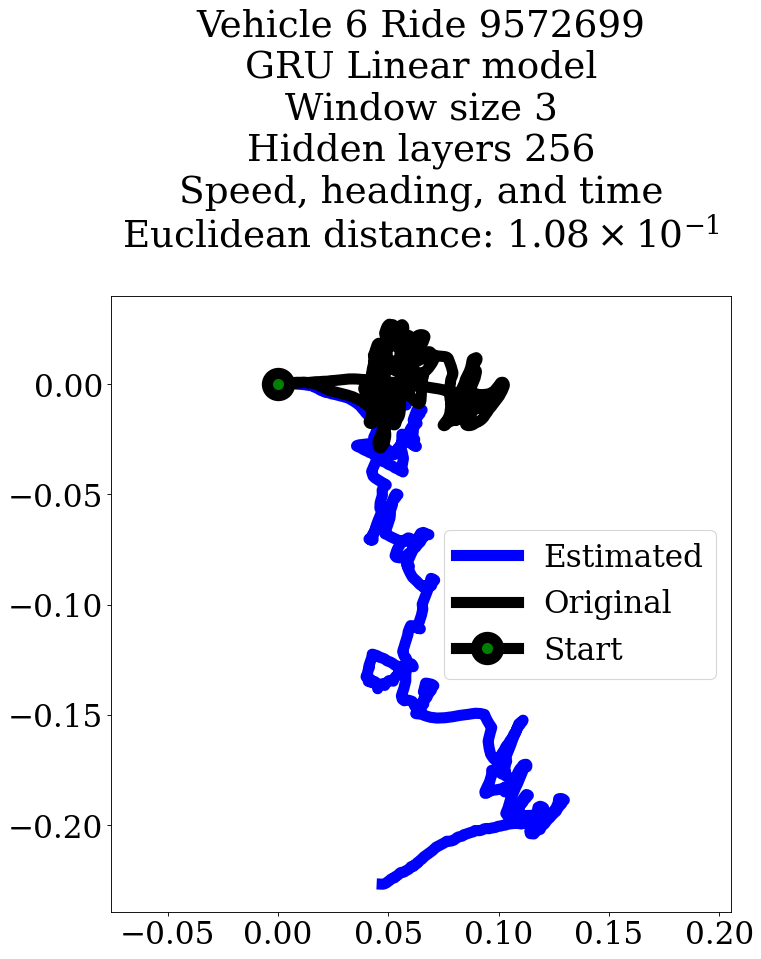 Vehicle 6 Ride 9572699
GRU Linear model
Window size 3
Hidden layers 256
Speed, heading, and time
Euclidean distance: 1.08 × 10⁻¹
0.00
−0.05
−0.10
−0.15
−0.20
Estimated
Original
Start
−0.05 0.00 0.05 0.10 0.15 0.20